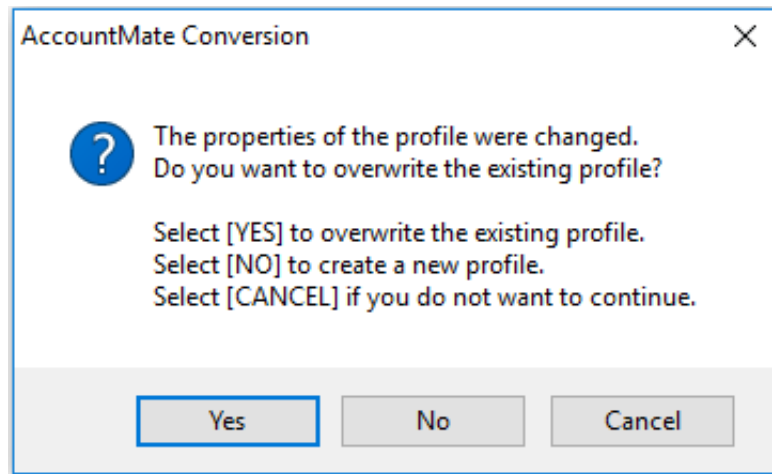 AccountMate Conversion
?
The properties of the profile were changed.
Do you want to overwrite the existing profile?
Select [YES] to overwrite the existing profile.
Select [NO] to create a new profile.
Select [CANCEL] if you do not want to continue.
Yes No Cancel